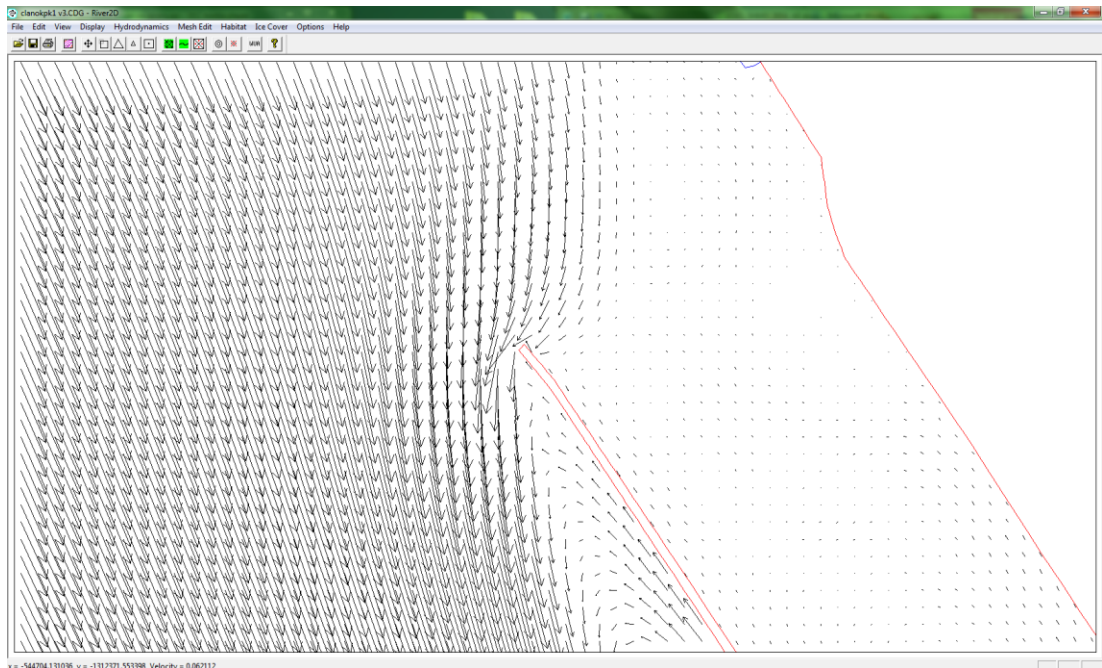 clanokpk1 v3.CDG - River2D
File Edit View Display Hydrodynamics Mesh Edit Habitat Ice Cover Options Help
x = -544704.131036 y = -1312371.553398 Velocity = 0.062112